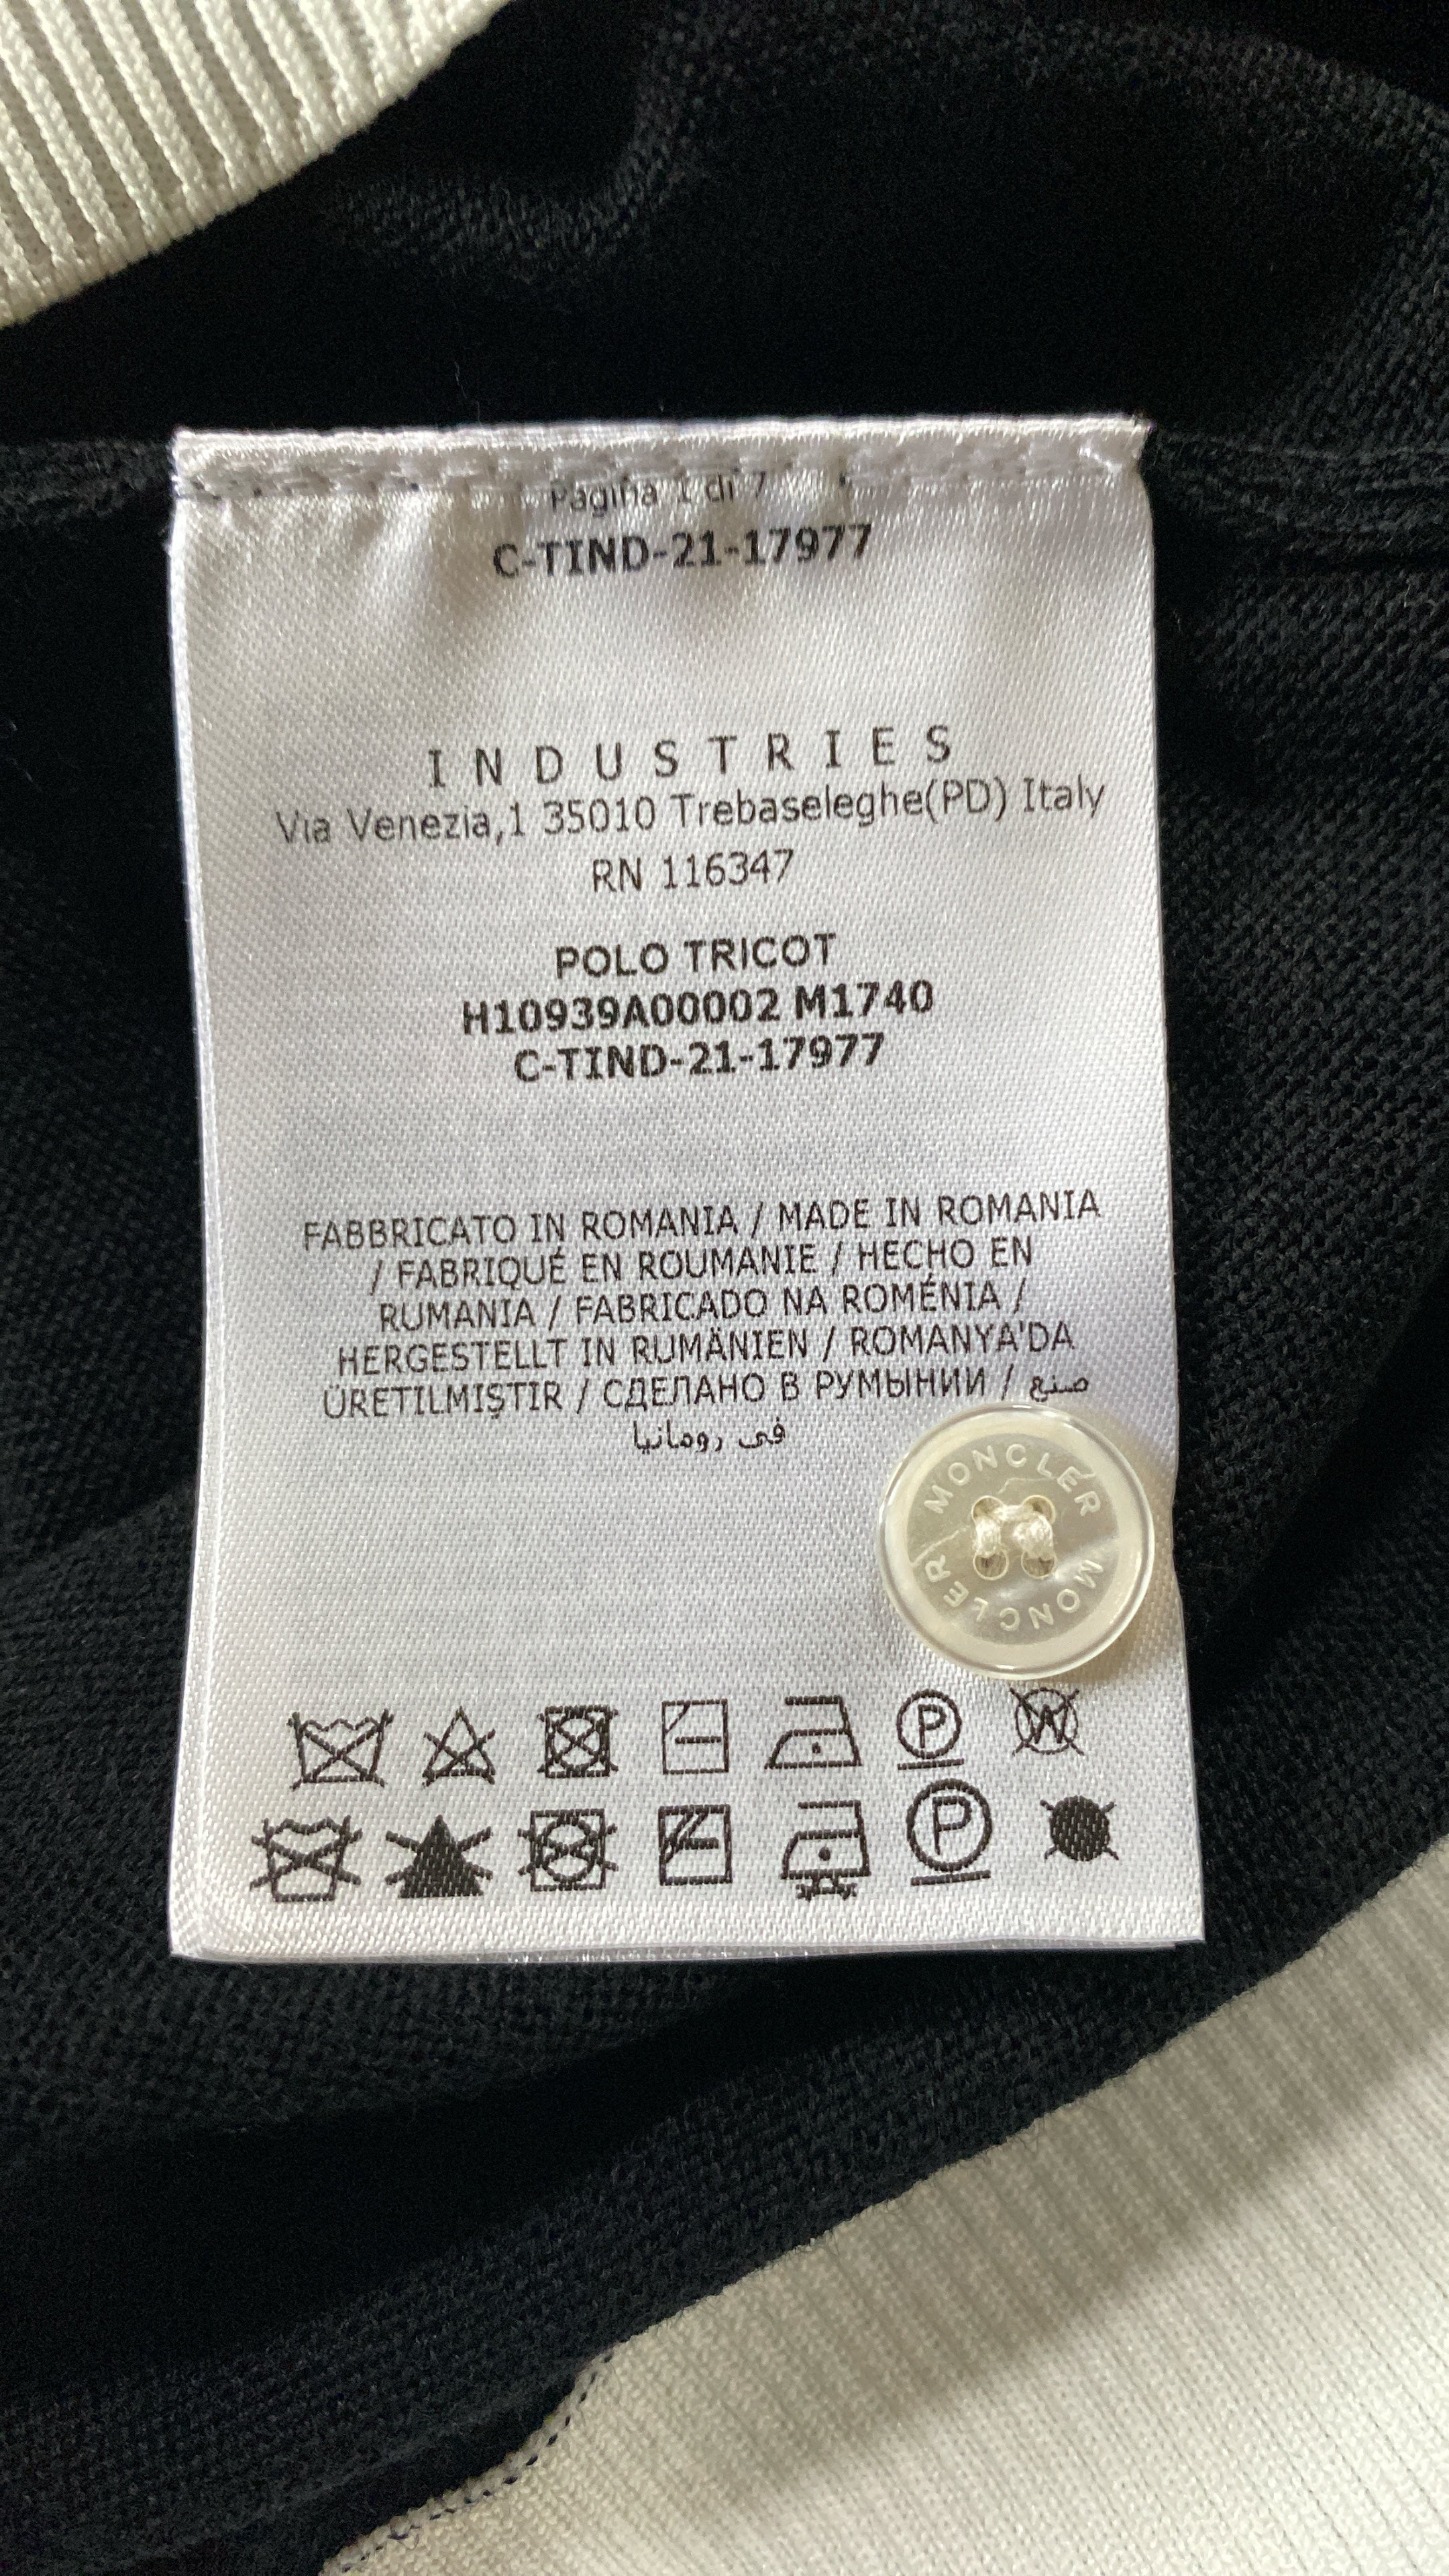 Pagina 1 di 7
C-TIND-21-17977
INDUSTRIES
Via Venezia,1 35010 Trebaseleghe(PD) Italy
RN 116347
POLO TRICOT
H10939A00002 M1740
C-TIND-21-17977
FABBRICATO IN ROMANIA / MADE IN ROMANIA
/ FABRIQUÉ EN ROUMANIE / HECHO EN
RUMANIA / FABRICADO NA ROMÉNIA /
HERGESTELLT IN RUMÄNIEN / ROMANYA'DA
ÜRETILMIŞTIR / СДЕЛАНО В РУМЫНИИ / صنع
فى رومانيا
MONCLER
MONCLER
P
W
P